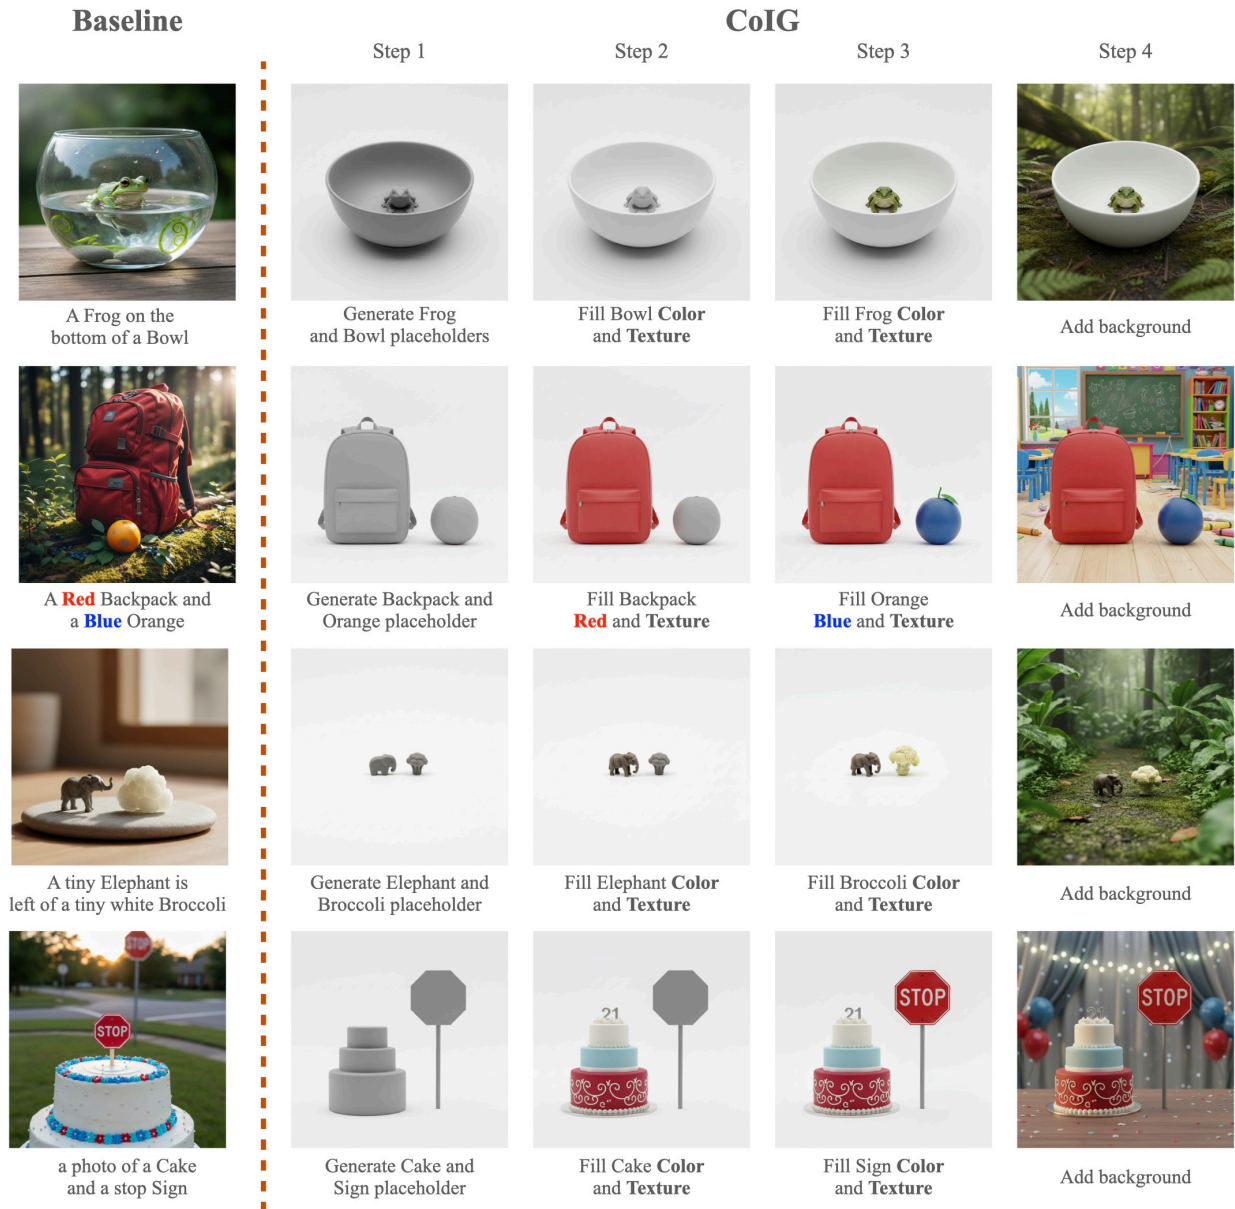 Baseline
CoIG
Step 1
Step 2
Step 3
Step 4
A Frog on the
bottom of a Bowl
Generate Frog
and Bowl placeholders
Fill Bowl Color
and Texture
Fill Frog Color
and Texture
Add background
A Red Backpack and
a Blue Orange
Generate Backpack and
Orange placeholder
Fill Backpack
Red and Texture
Fill Orange
Blue and Texture
Add background
A tiny Elephant is
left of a tiny white Broccoli
Generate Elephant and
Broccoli placeholder
Fill Elephant Color
and Texture
Fill Broccoli Color
and Texture
Add background
STOP
STOP
21
21
STOP
21
STOP
a photo of a Cake
and a stop Sign
Generate Cake and
Sign placeholder
Fill Cake Color
and Texture
Fill Sign Color
and Texture
Add background